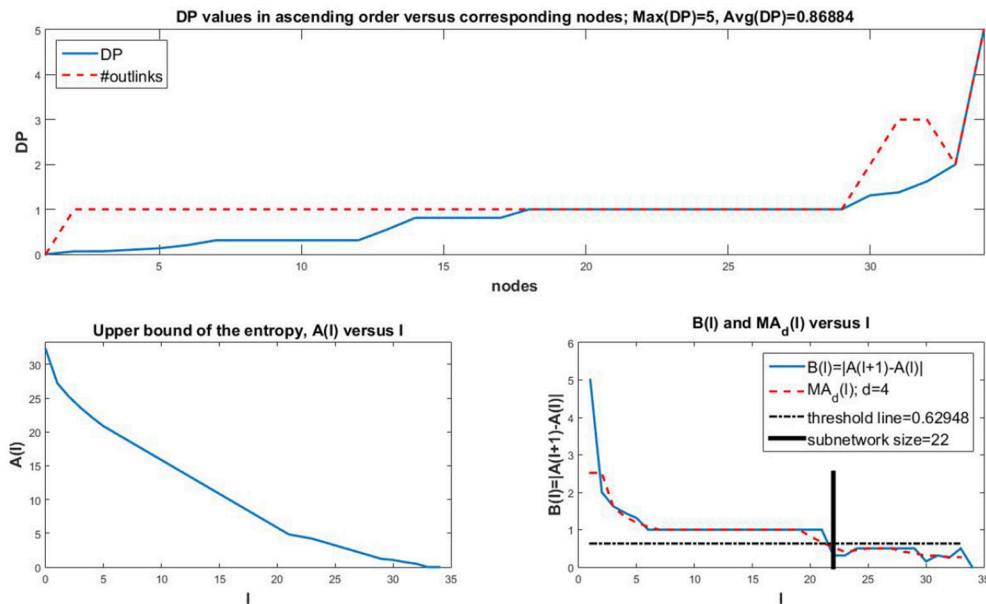 DP values in ascending order versus corresponding nodes; Max(DP)=5, Avg(DP)=0.86884
DP
#outlinks
5
4
3
2
1
0
DP
5
10
15
20
25
30
nodes
Upper bound of the entropy, A(l) versus l
30
25
20
15
10
5
0
A(l)
0
5
10
15
20
25
30
35
l
B(l) and MAd(l) versus l
B(l)=|A(l+1)-A(l)|
MAd(l); d=4
threshold line=0.62948
subnetwork size=22
6
5
4
3
2
1
0
B(l)=|A(l+1)-A(l)|
0
5
10
15
20
25
30
35
l